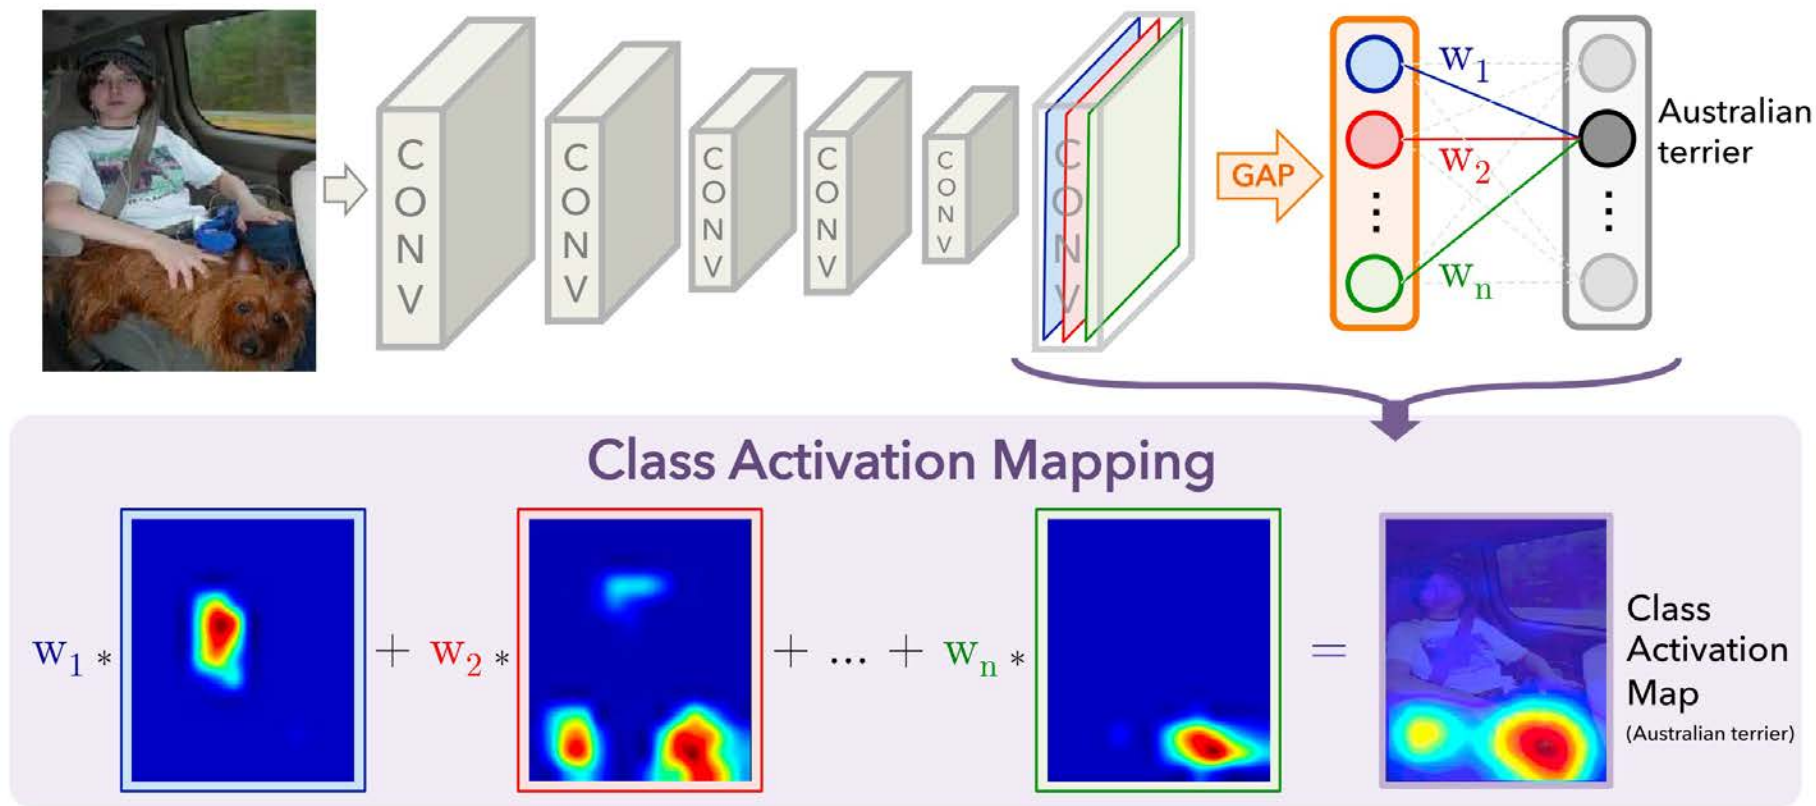 CONV
CONV
CONV
CONV
CONV
CONV
GAP
w1
w2
⋮
wn
⋮
Australian
terrier
Class Activation Mapping
w1 * + w2 * + ... + wn * =
Class
Activation
Map
(Australian terrier)